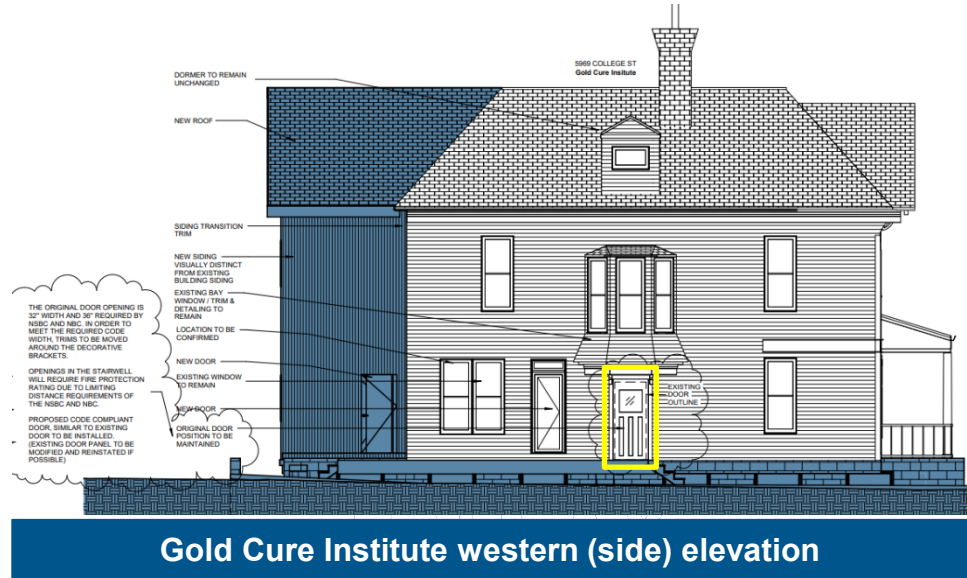 5969 COLLEGE ST
Gold Cure Insitute
DORMER TO REMAIN
UNCHANGED
NEW ROOF
SIDING TRANSITION
TRIM
NEW SIDING
VISUALLY DISTINCT
FROM EXISTING
BUILDING SIDING
EXISTING BAY
WINDOW / TRIM &
DETAILING TO
REMAIN
LOCATION TO BE
CONFIRMED
NEW DOOR
EXISTING WINDOW
TO REMAIN
NEW DOOR
ORIGINAL DOOR
POSITION TO BE
MAINTAINED
THE ORIGINAL DOOR OPENING IS
32" WIDTH AND 36" REQUIRED BY
NSBC AND NBC. IN ORDER TO
MEET THE REQUIRED CODE
WIDTH, TRIMS TO BE MOVED
AROUND THE DECORATIVE
BRACKETS.
OPENINGS IN THE STAIRWELL
WILL REQUIRE FIRE PROTECTION
RATING DUE TO LIMITING
DISTANCE REQUIREMENTS OF
THE NSBC AND NBC.
PROPOSED CODE COMPLIANT
DOOR, SIMILAR TO EXISTING
DOOR TO BE INSTALLED.
(EXISTING DOOR PANEL TO BE
MODIFIED AND REINSTATED IF
POSSIBLE)
EXISTING
DOOR
OUTLINE
Gold Cure Institute western (side) elevation